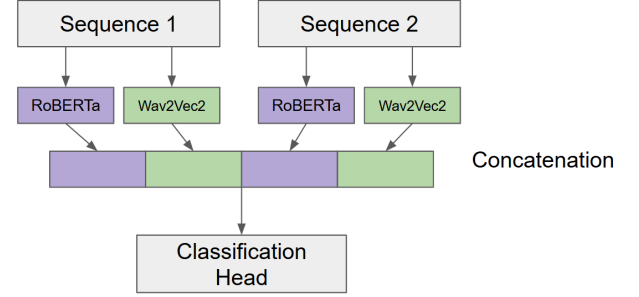 Sequence 1
Sequence 2
RoBERTa
Wav2Vec2
RoBERTa
Wav2Vec2
Concatenation
Classification
Head